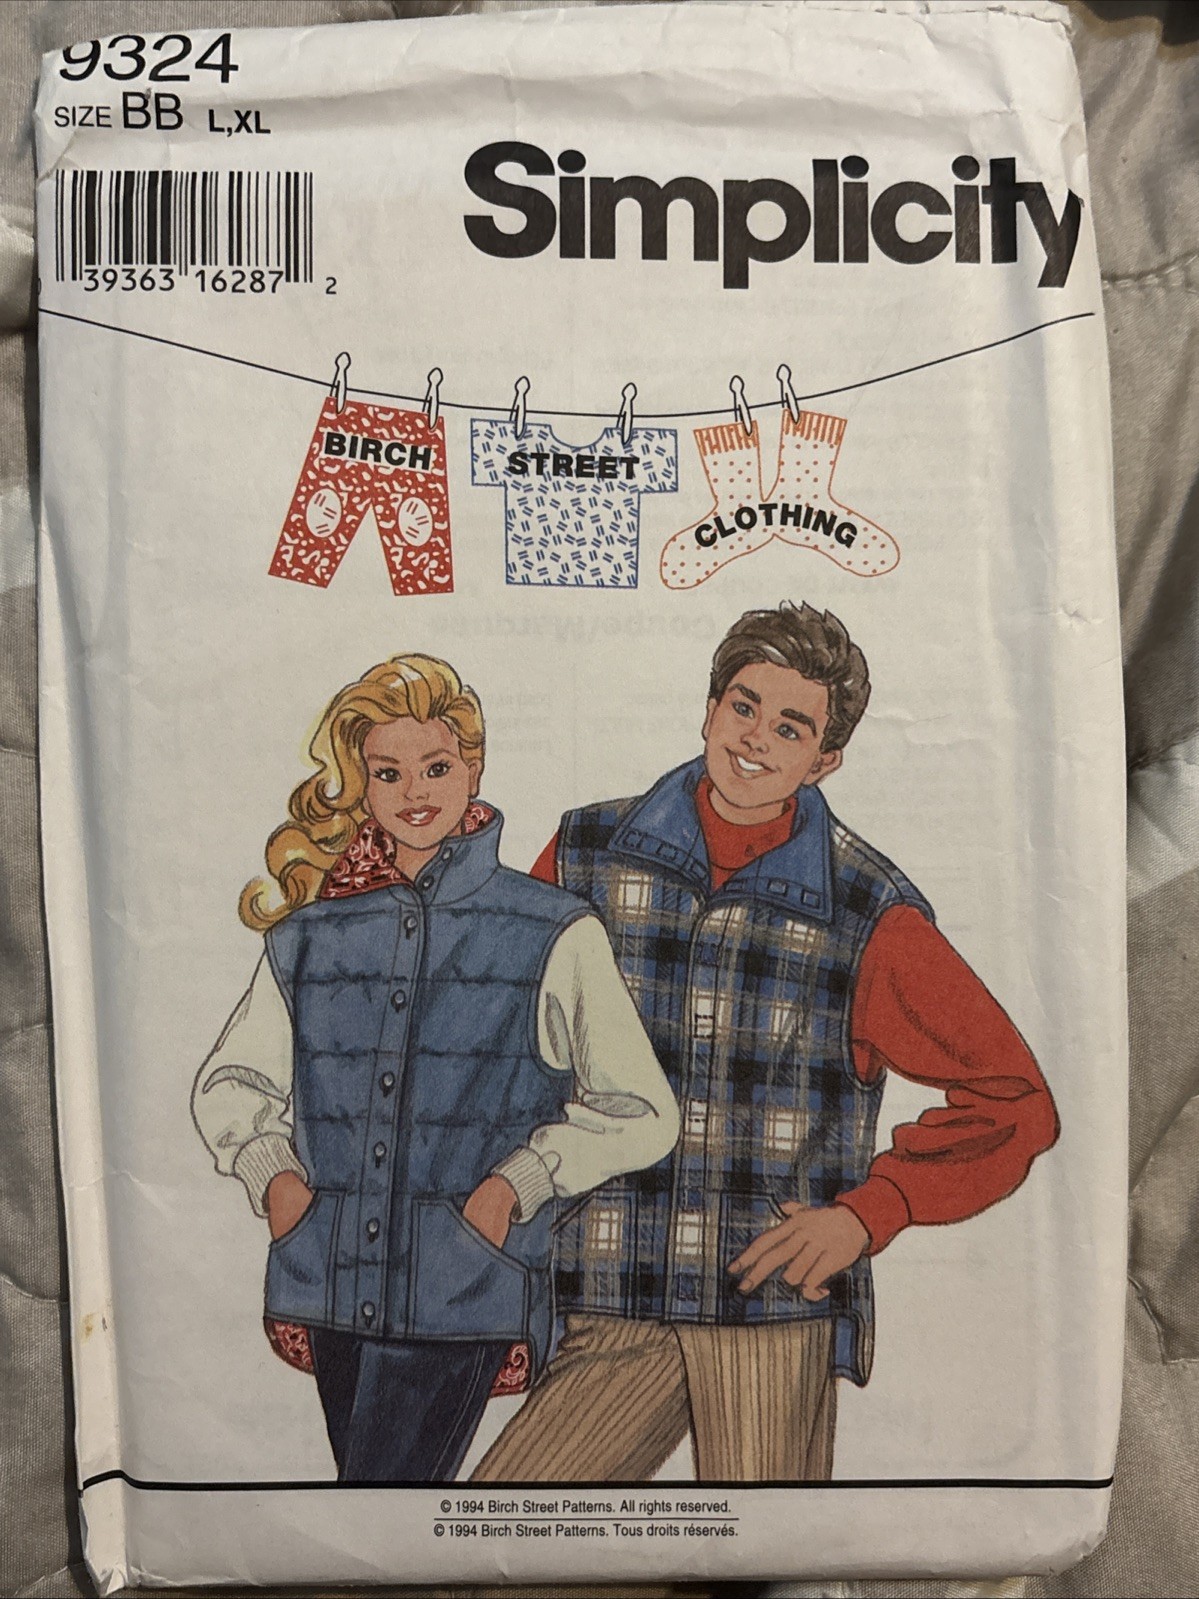 9324
SIZE BB L,XL
39363 16287 2
Simplicity
BIRCH
STREET
CLOTHING
© 1994 Birch Street Patterns. All rights reserved.
© 1994 Birch Street Patterns. Tous droits réservés.